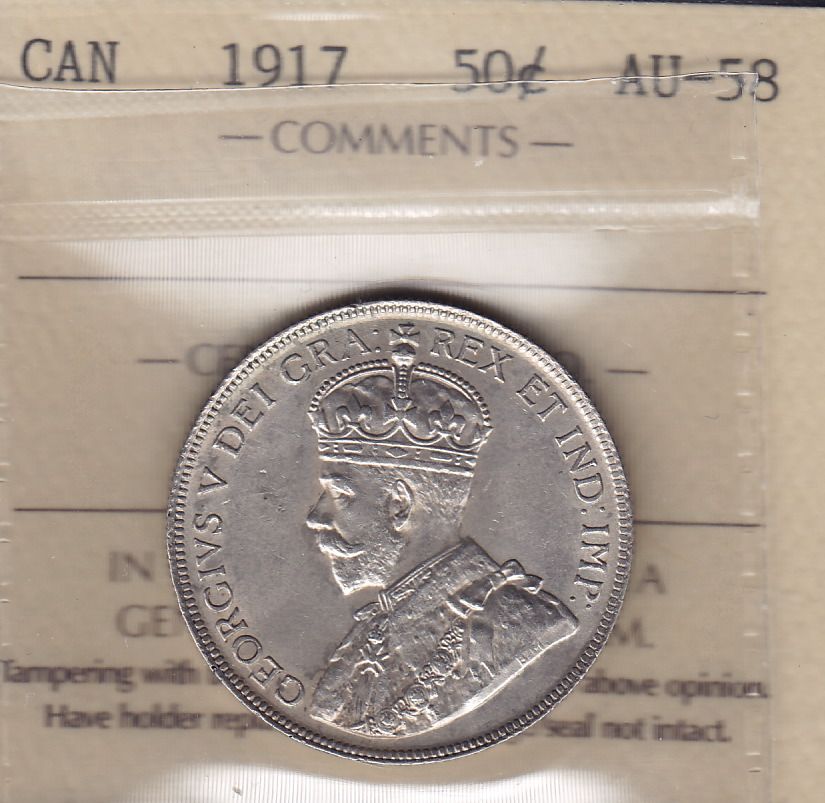 CAN 1917 50¢ AU-58
— COMMENTS —
GEORGIVS V DEI GRA: REX ET IND: IMP:
IN A
Tampering with above opinion.
Have holder seal not intact.